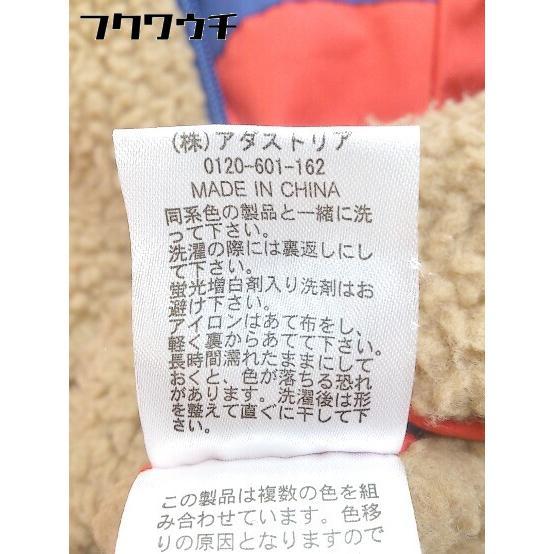 フクウウチ
(株)アダストリア
0120-601-162
MADE IN CHINA
同系色の製品と一緒に洗
って下さい。
洗濯の際には裏返しにし
て下さい。
蛍光増白剤入り洗剤はお
避け下さい。
アイロンはあて布をし、
軽く裏からあてて下さい。
長時間濡れたままにして
おくと、色が落ちる恐れ
があります。洗濯後は形
を整えて直ぐに干して下
この製品は複数の色を組
み合わせています。色移
りの原因となりますので